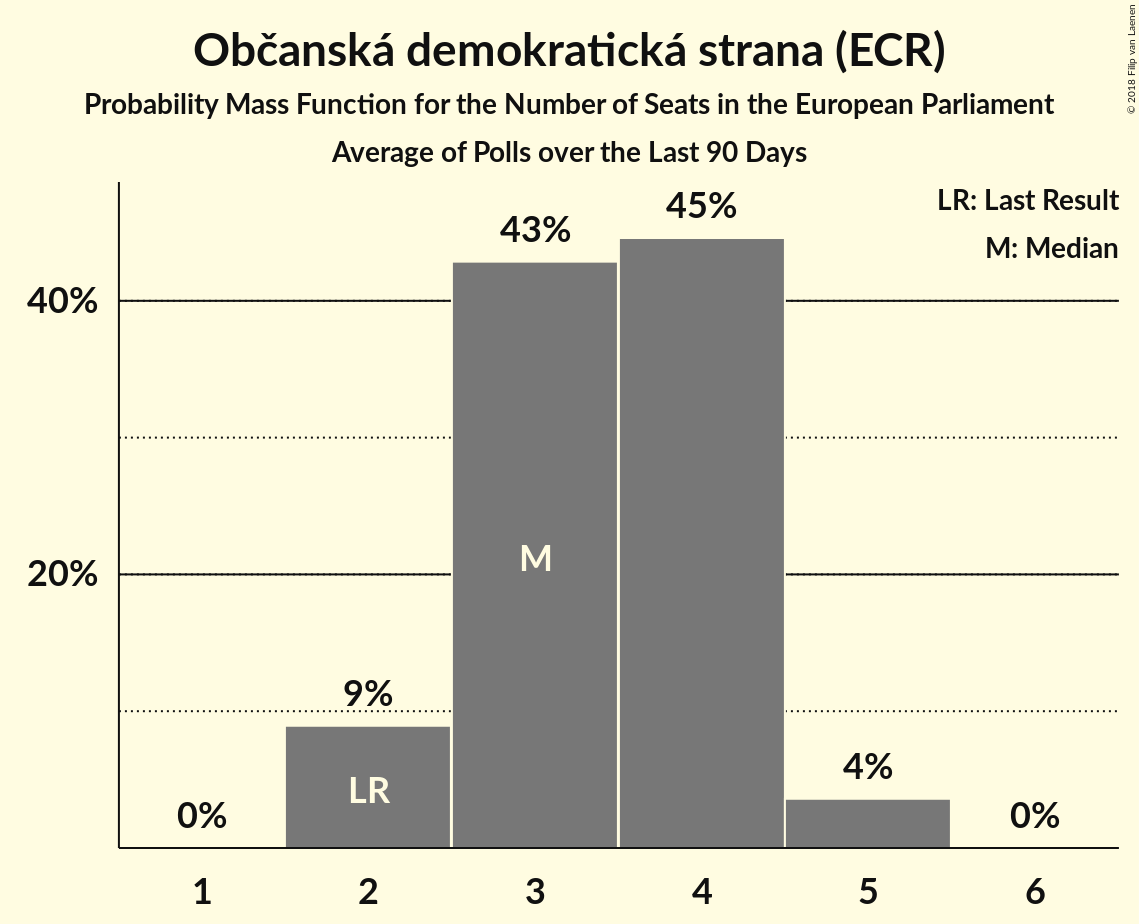 Občanská demokratická strana (ECR)
Probability Mass Function for the Number of Seats in the European Parliament
Average of Polls over the Last 90 Days
© 2018 Filip van Laenen
LR: Last Result
M: Median
45%
43%
40%
M
20%
9%
LR
4%
0%
0%
1 2 3 4 5 6